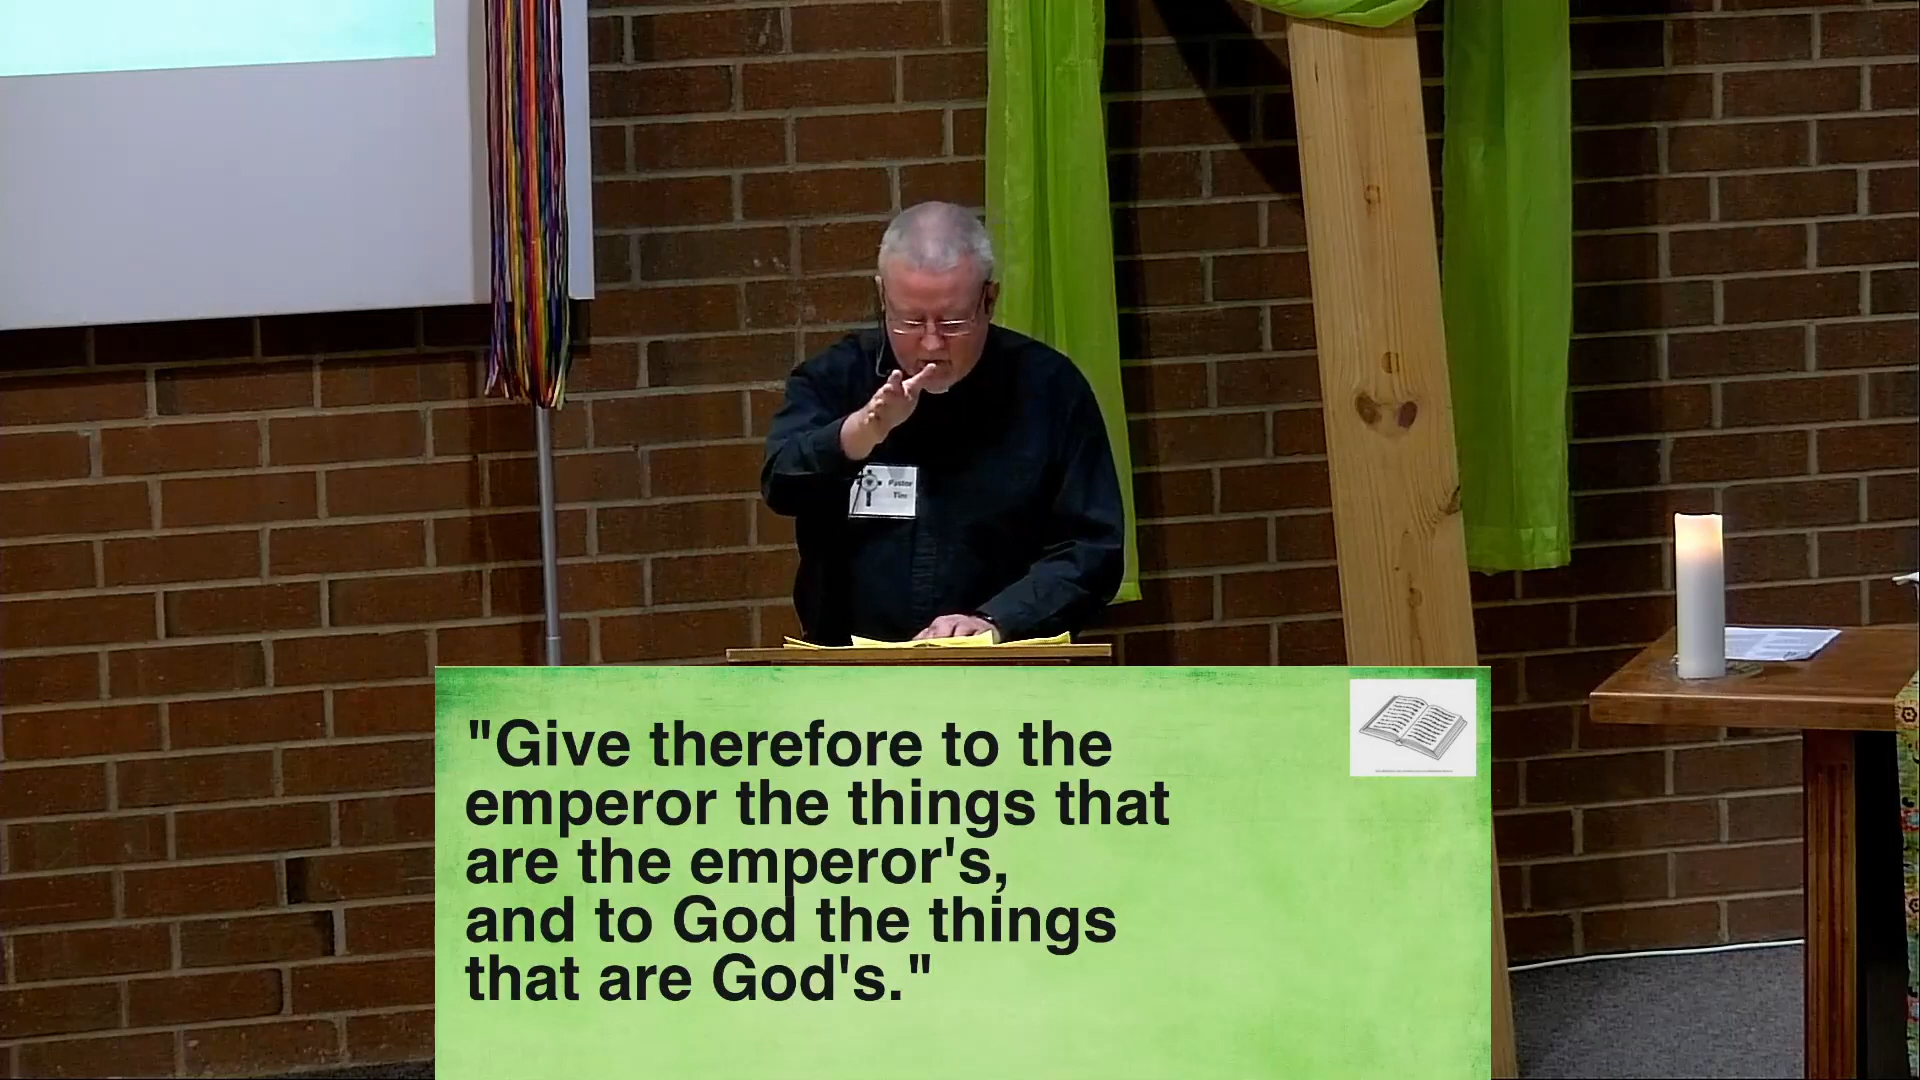 Pastor
Tim
"Give therefore to the
emperor the things that
are the emperor's,
and to God the things
that are God's."